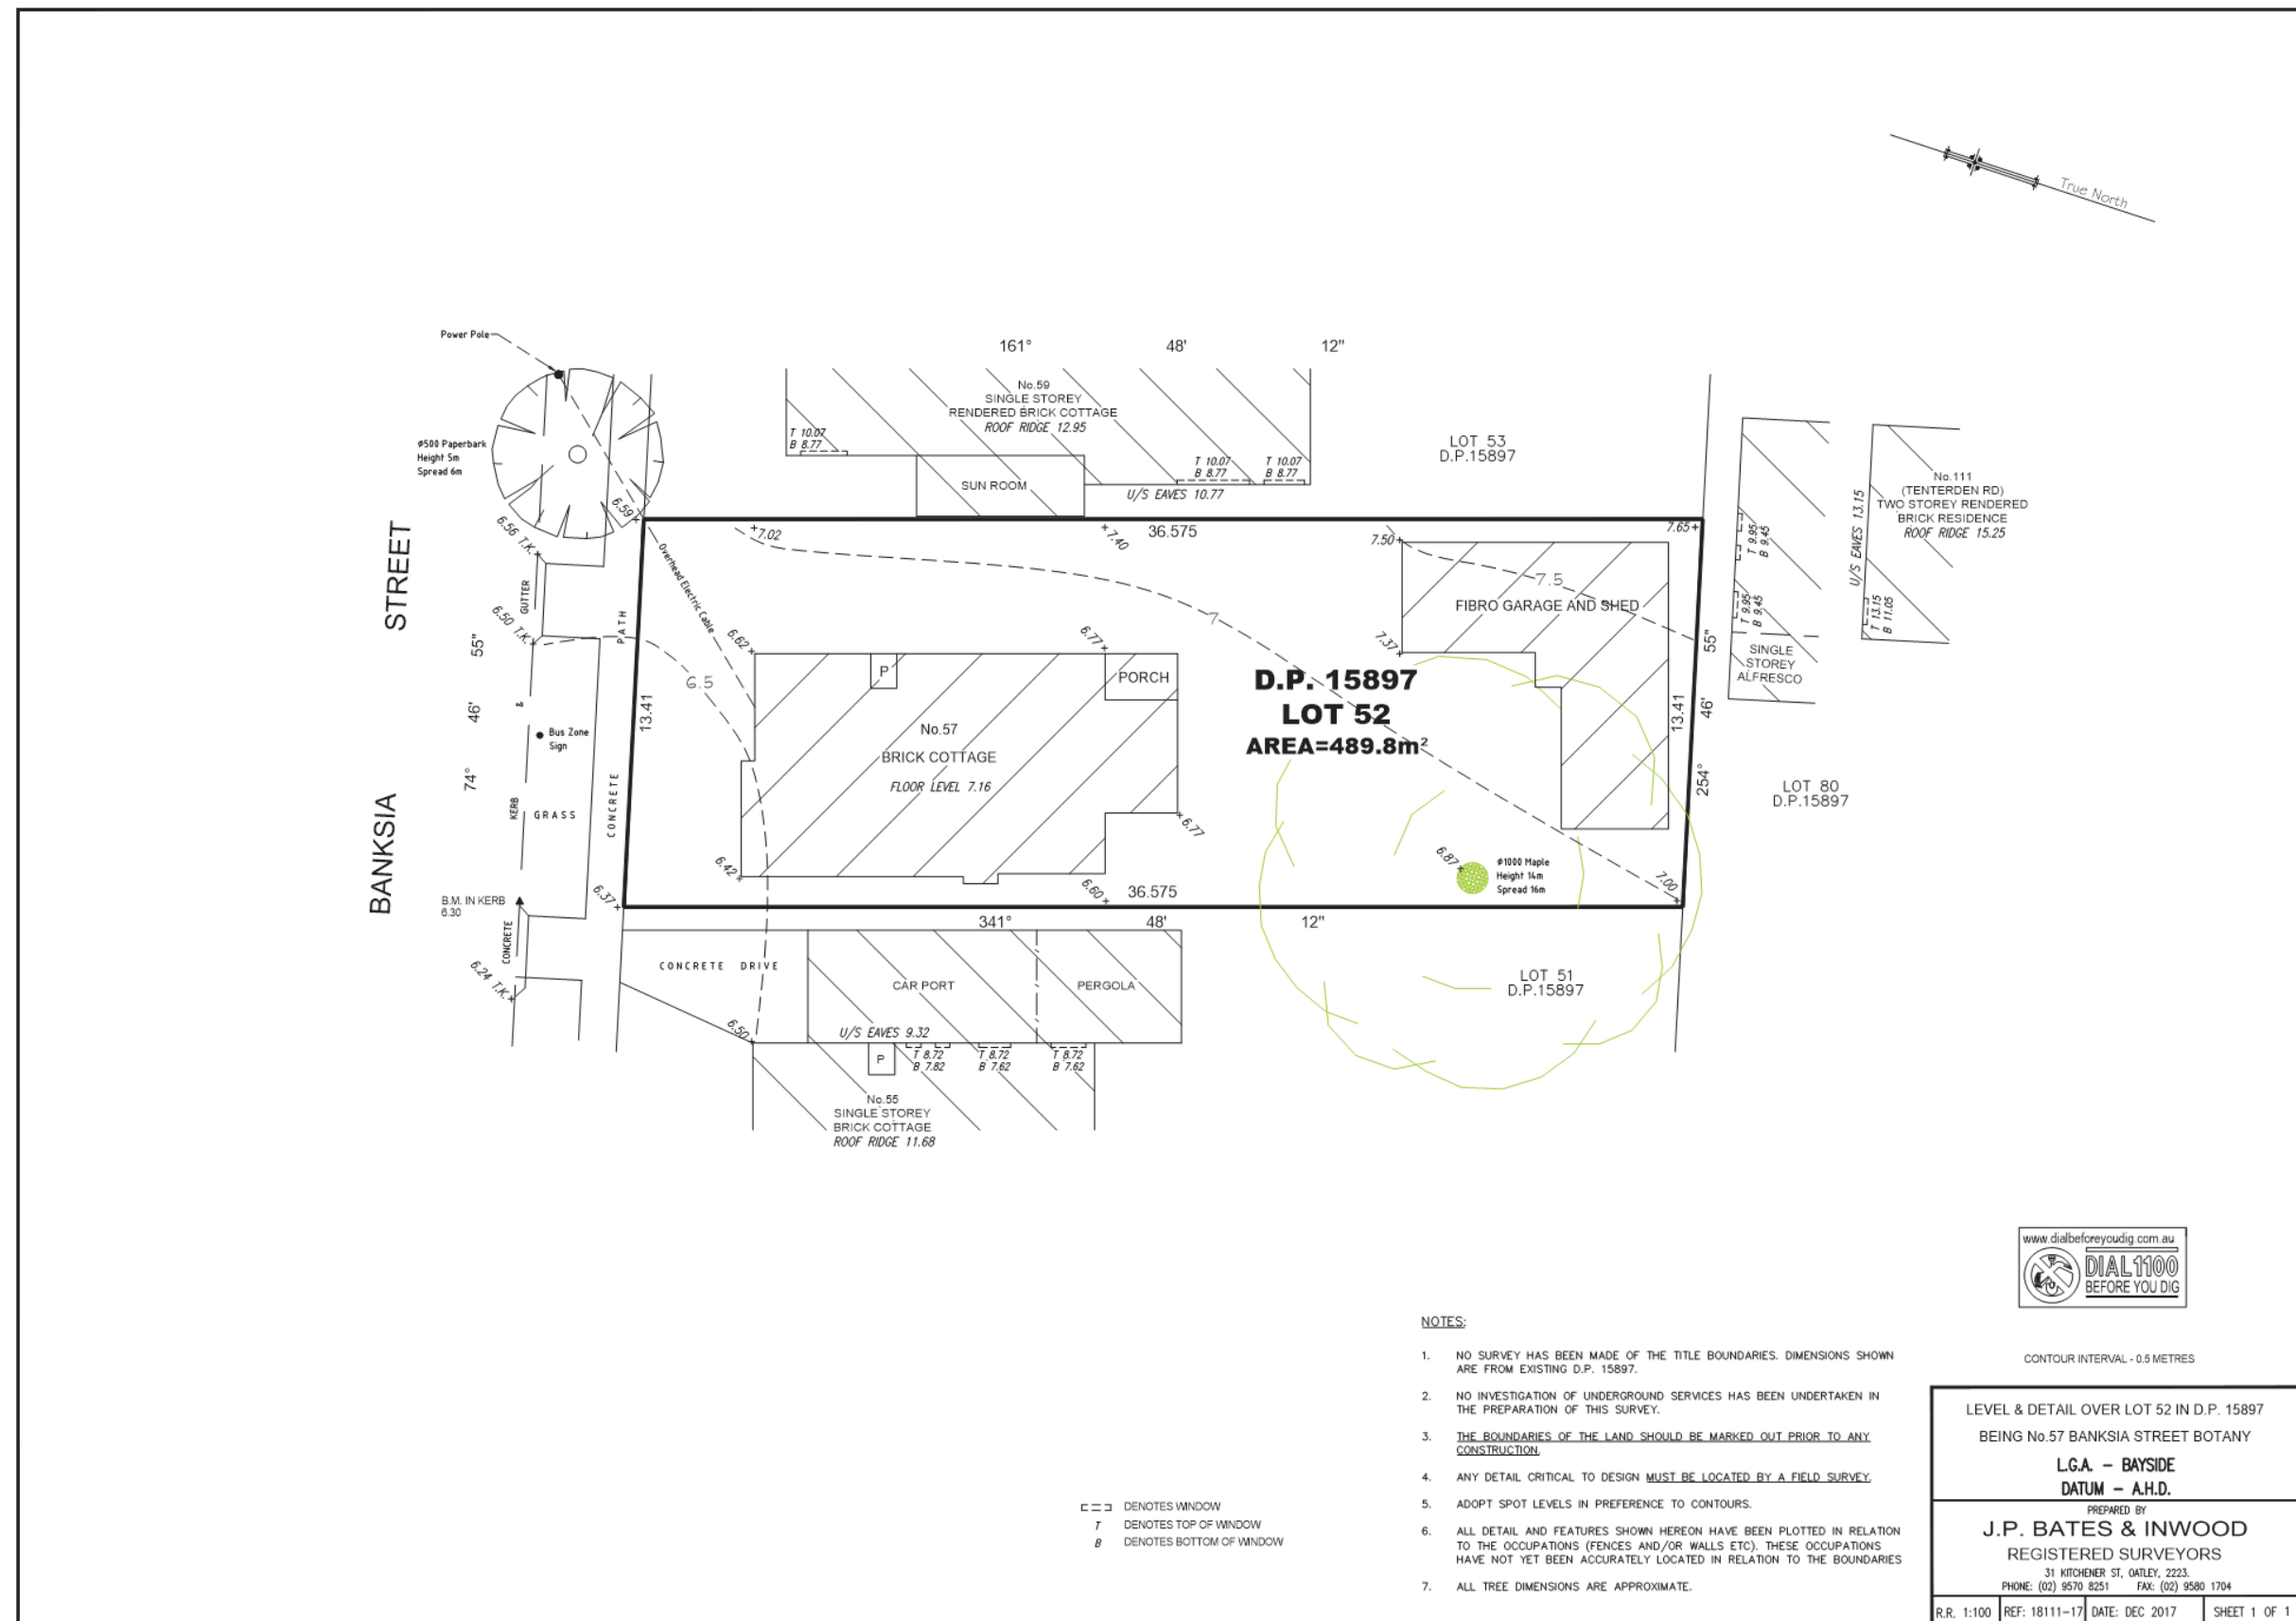 True North
Power Pole
161° 48' 12"
No.59
SINGLE STOREY
RENDERED BRICK COTTAGE
ROOF RIDGE 12.95
T 10.07
B 8.77
T 10.07
B 8.77
T 10.07
B 8.77
SUN ROOM
U/S EAVES 10.77
LOT 53
D.P.15897
No.111
(TENTERDEN RD)
TWO STOREY RENDERED
BRICK RESIDENCE
ROOF RIDGE 15.25
U/S EAVES 13.15
T 9.95
B 9.45
T 9.95
B 9.45
T 13.15
B 11.05
SINGLE
STOREY
ALFRESCO
ø500 Paperbark
Height 5m
Spread 6m
6.59
6.56 T.K.
GUTTER
6.50 T.K.
PATH
Overhead Electric Cable
7.02
7.40
36.575
7.50
7.65
7.5
FIBRO GARAGE AND SHED
7
7.37
6.62
6.77
P
PORCH
6.5
BANKSIA STREET
74° 46' 55"
13.41
&
Bus Zone
Sign
KERB
GRASS
CONCRETE
No.57
BRICK COTTAGE
FLOOR LEVEL 7.16
D.P. 15897
LOT 52
AREA=489.8m²
13.41
254° 46' 55"
LOT 80
D.P.15897
6.77
6.42
6.60
36.575
6.87
ø1000 Maple
Height 14m
Spread 16m
7.00
B.M. IN KERB
6.30
6.37
CONCRETE
6.24 T.K.
341° 48' 12"
CONCRETE DRIVE
CAR PORT
PERGOLA
LOT 51
D.P.15897
6.50
U/S EAVES 9.32
P
T 8.72
B 7.82
T 8.72
B 7.62
T 8.72
B 7.62
No.55
SINGLE STOREY
BRICK COTTAGE
ROOF RIDGE 11.68
www.dialbeforeyoudig.com.au
DIAL1100
BEFORE YOU DIG
CONTOUR INTERVAL - 0.5 METRES
NOTES:
1. NO SURVEY HAS BEEN MADE OF THE TITLE BOUNDARIES. DIMENSIONS SHOWN
ARE FROM EXISTING D.P. 15897.
2. NO INVESTIGATION OF UNDERGROUND SERVICES HAS BEEN UNDERTAKEN IN
THE PREPARATION OF THIS SURVEY.
3. THE BOUNDARIES OF THE LAND SHOULD BE MARKED OUT PRIOR TO ANY
CONSTRUCTION.
4. ANY DETAIL CRITICAL TO DESIGN MUST BE LOCATED BY A FIELD SURVEY.
5. ADOPT SPOT LEVELS IN PREFERENCE TO CONTOURS.
6. ALL DETAIL AND FEATURES SHOWN HEREON HAVE BEEN PLOTTED IN RELATION
TO THE OCCUPATIONS (FENCES AND/OR WALLS ETC). THESE OCCUPATIONS
HAVE NOT YET BEEN ACCURATELY LOCATED IN RELATION TO THE BOUNDARIES
7. ALL TREE DIMENSIONS ARE APPROXIMATE.
DENOTES WINDOW
T DENOTES TOP OF WINDOW
B DENOTES BOTTOM OF WINDOW
LEVEL & DETAIL OVER LOT 52 IN D.P. 15897
BEING No.57 BANKSIA STREET BOTANY
L.G.A. – BAYSIDE
DATUM – A.H.D.
PREPARED BY
J.P. BATES & INWOOD
REGISTERED SURVEYORS
31 KITCHENER ST, OATLEY, 2223.
PHONE: (02) 9570 8251 FAX: (02) 9580 1704
R.R. 1:100 REF: 18111-17 DATE: DEC 2017 SHEET 1 OF 1